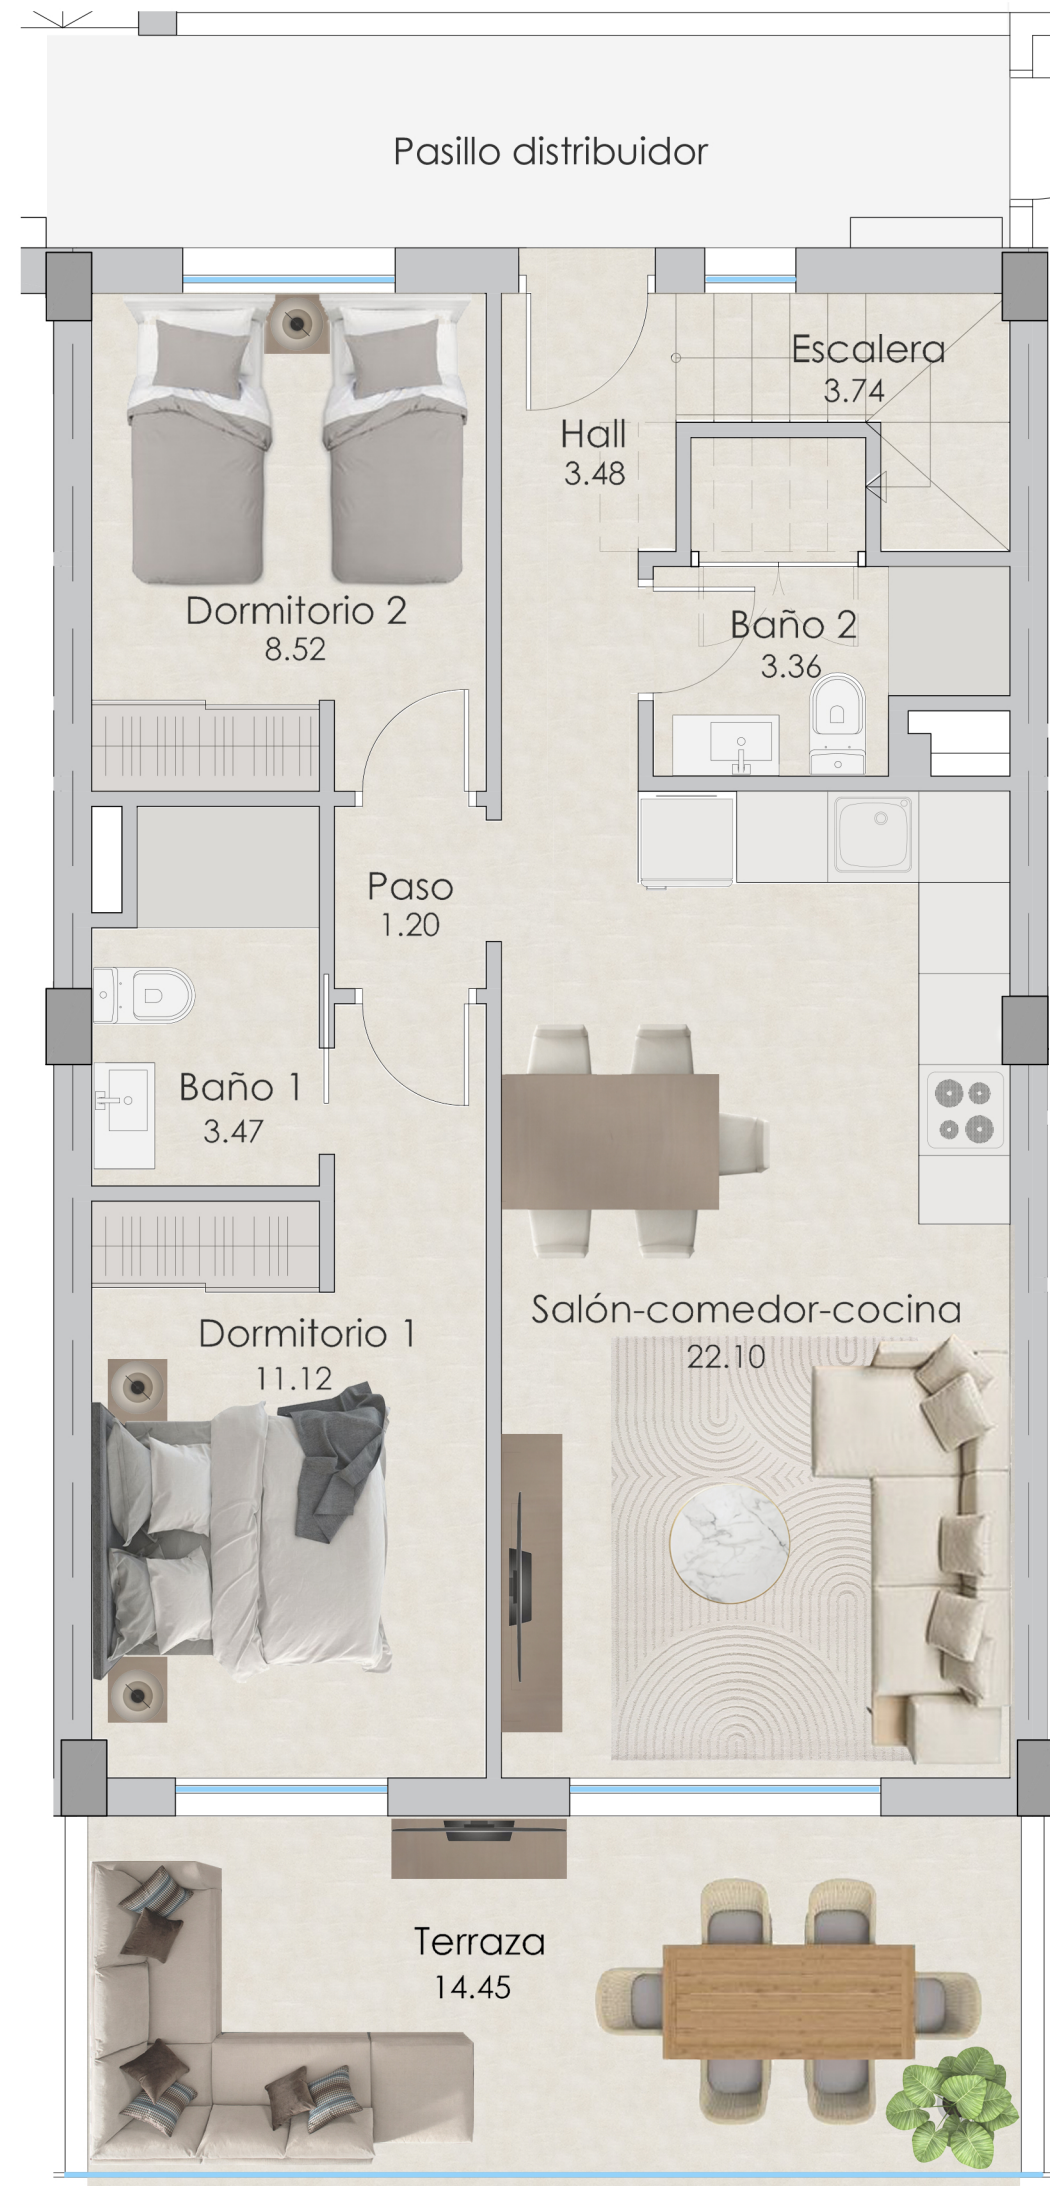 Pasillo distribuidor
Escalera
3.74
Hall
3.48
Dormitorio 2
8.52
Baño 2
3.36
Paso
1.20
Baño 1
3.47
Salón-comedor-cocina
22.10
Dormitorio 1
11.12
Terraza
14.45